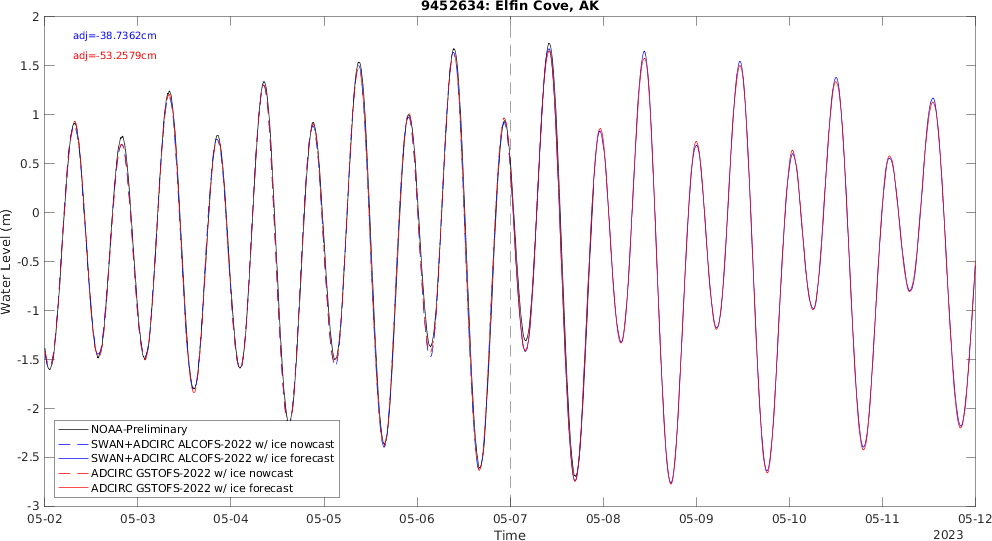 9452634: Elfin Cove, AK
adj=-38.7362cm
adj=-53.2579cm
2
1.5
1
0.5
0
-0.5
-1
-1.5
-2
-2.5
-3
Water Level (m)
NOAA-Preliminary
SWAN+ADCIRC ALCOFS-2022 w/ ice nowcast
SWAN+ADCIRC ALCOFS-2022 w/ ice forecast
ADCIRC GSTOFS-2022 w/ ice nowcast
ADCIRC GSTOFS-2022 w/ ice forecast
05-02 05-03 05-04 05-05 05-06 05-07 05-08 05-09 05-10 05-11 05-12
Time
2023